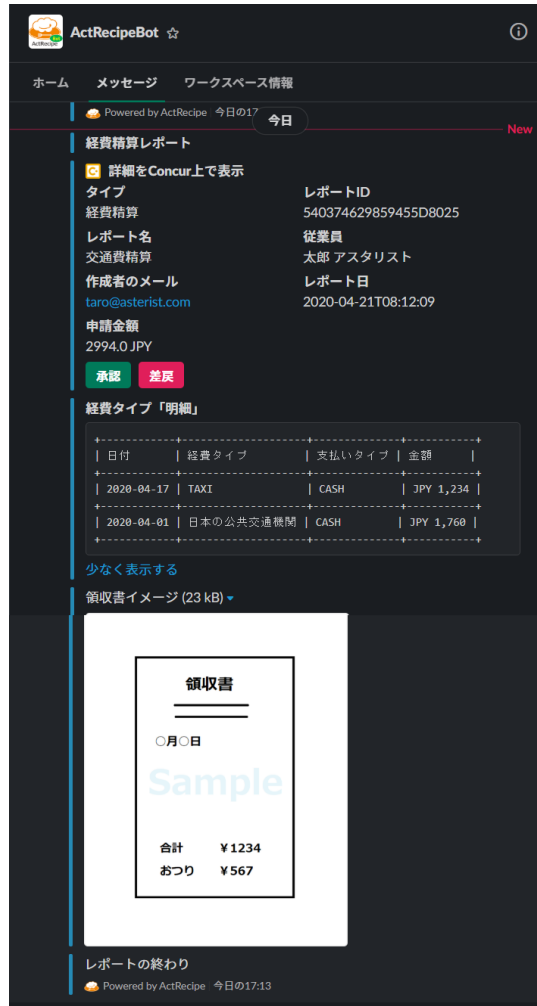 ActRecipeBot ☆
ActRecipe
ホーム メッセージ ワークスペース情報
Powered by ActRecipe 今日の17
今日
New
経費精算レポート
詳細をConcur上で表示
タイプ レポートID
経費精算 540374629859455D8025
レポート名 従業員
交通費精算 太郎 アスタリスト
作成者のメール レポート日
taro@asterist.com 2020-04-21T08:12:09
申請金額
2994.0 JPY
承認 差戻
経費タイプ「明細」
+------------+------------------+--------------+-----------+
| 日付 | 経費タイプ | 支払いタイプ | 金額 |
+------------+------------------+--------------+-----------+
| 2020-04-17 | TAXI | CASH | JPY 1,234 |
+------------+------------------+--------------+-----------+
| 2020-04-01 | 日本の公共交通機関 | CASH | JPY 1,760 |
+------------+------------------+--------------+-----------+
少なく表示する
領収書イメージ (23 kB)
領収書
〇月〇日
Sample
合計 ¥1234
おつり ¥567
レポートの終わり
Powered by ActRecipe 今日の17:13